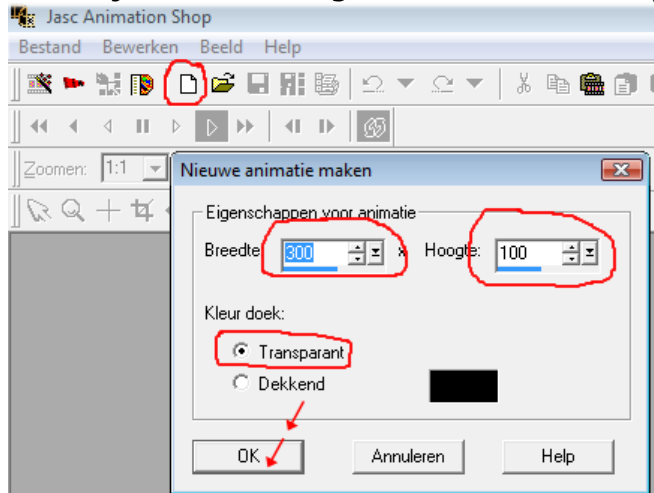 Jasc Animation Shop
Bestand Bewerken Beeld Help
Zoomen: 1:1
Nieuwe animatie maken
Eigenschappen voor animatie
Breedte 300 x Hoogte: 100
Kleur doek:
Transparant
Dekkend
OK Annuleren Help